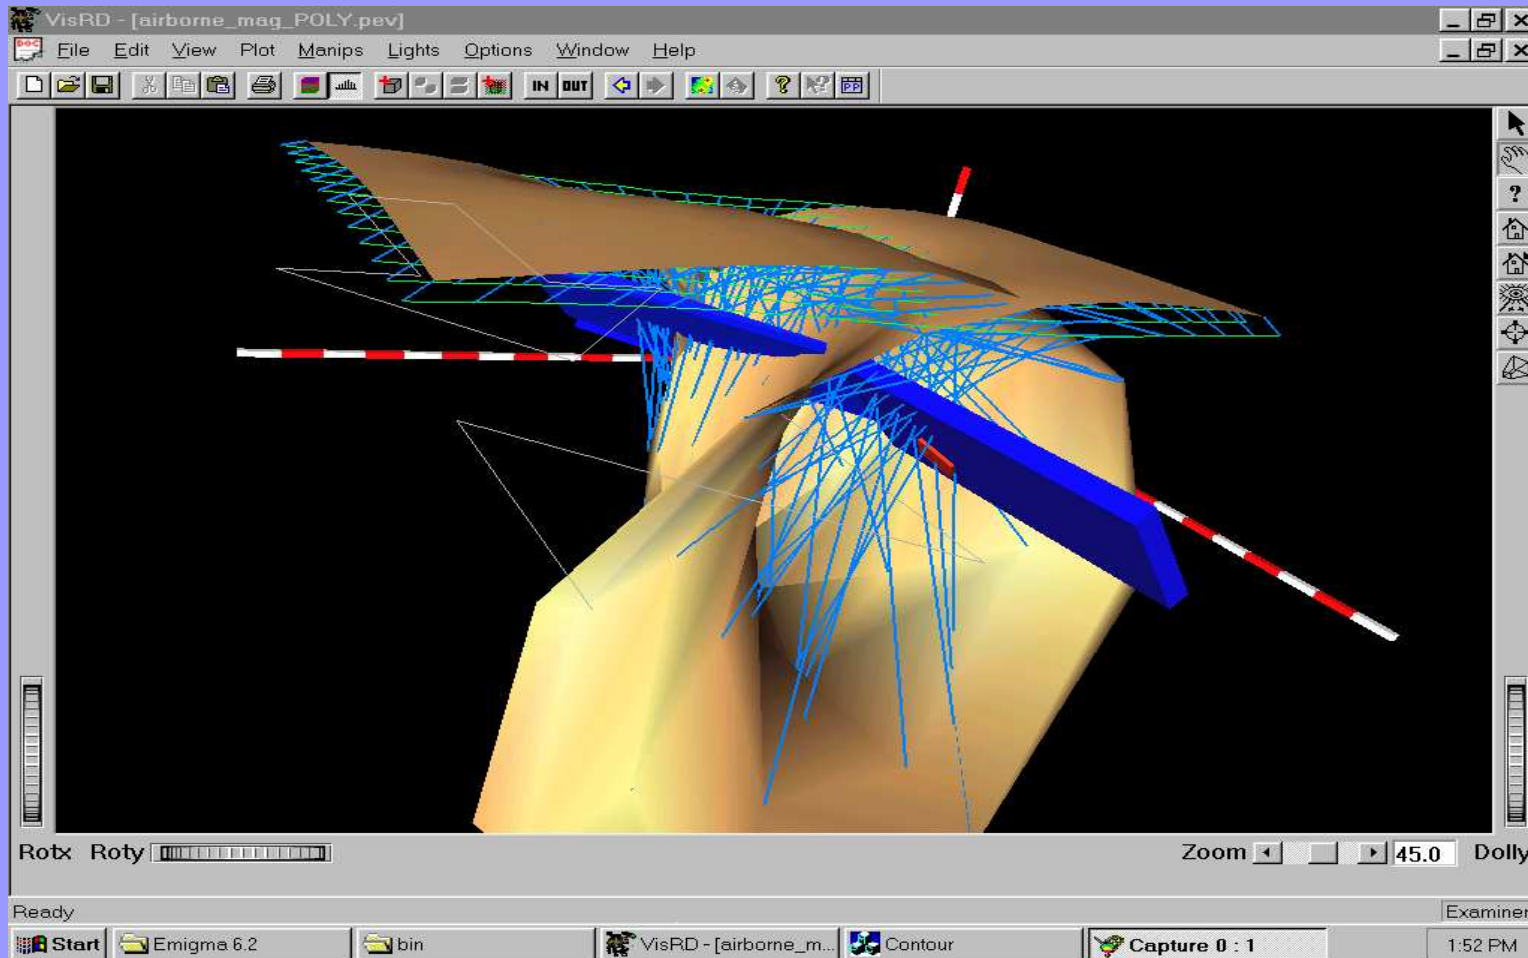 VisRD - [airborne_mag_POLY.pev]
File Edit View Plot Manips Lights Options Window Help
IN OUT ? ? PP
?
Rotx Roty Zoom 45.0 Dolly
Ready Examiner
Start Emigma 6.2 bin VisRD - [airborne_m... Contour Capture 0 : 1 1:52 PM